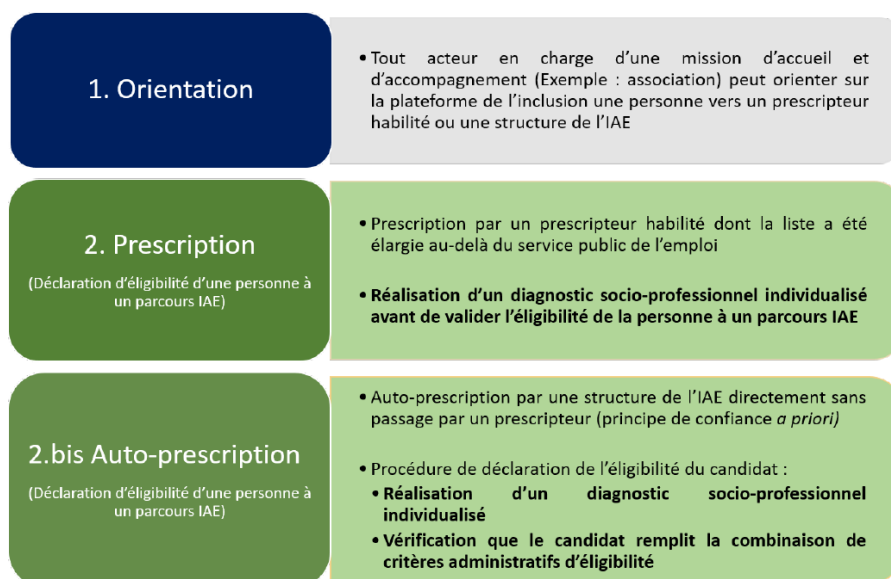 1. Orientation
• Tout acteur en charge d'une mission d'accueil et
d'accompagnement (Exemple : association) peut orienter sur
la plateforme de l'inclusion une personne vers un prescripteur
habilité ou une structure de l'IAE
2. Prescription
(Déclaration d'éligibilité d'une personne à
un parcours IAE)
• Prescription par un prescripteur habilité dont la liste a été
élargie au-delà du service public de l'emploi
• Réalisation d'un diagnostic socio-professionnel individualisé
avant de valider l'éligibilité de la personne à un parcours IAE
2.bis Auto-prescription
(Déclaration d'éligibilité d'une personne à
un parcours IAE)
• Auto-prescription par une structure de l'IAE directement sans
passage par un prescripteur (principe de confiance a priori)
• Procédure de déclaration de l'éligibilité du candidat :
• Réalisation d'un diagnostic socio-professionnel
individualisé
• Vérification que le candidat remplit la combinaison de
critères administratifs d'éligibilité